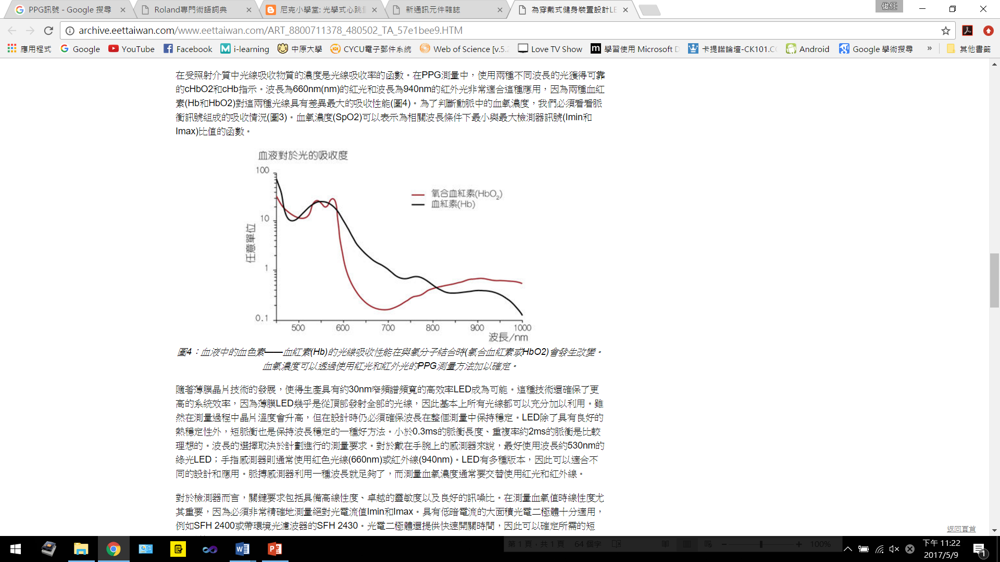 PPG訊號 - Google 搜尋
Roland專門術語詞典
尼克小學堂: 光學式心跳
新通訊元件雜誌
為穿戴式健身裝置設計LE
俊任
archive.eettaiwan.com/www.eettaiwan.com/ART_8800711378_480502_TA_57e1bee9.HTM
應用程式
Google
YouTube
Facebook
i-learning
中原大學
CYCU電子郵件系統
Web of Science [v.5.2
Love TV Show
學習使用 Microsoft
卡提諾論壇-CK101.C
Android
Google 學術搜尋
»
其他書籤
在受照射介質中光線吸收物質的濃度是光線吸收率的函數。在PPG測量中，使用兩種不同波長的光獲得可靠
的cHbO2和cHb指示。波長為660nm(nm)的紅光和波長為940nm的紅外光非常適合這種應用，因為兩種血紅
素(Hb和HbO2)對這兩種光線具有差異最大的吸收性能(圖4)。為了判斷動脈中的血氧濃度，我們必須看看脈
衝訊號組成的吸收情況(圖3)。血氧濃度(SpO2)可以表示為相關波長條件下最小與最大檢測器訊號(Imin和
Imax)比值的函數。
血液對於光的吸收度
100
10
1
0.1
任意單位
氧合血紅素(HbO2)
血紅素(Hb)
500 600 700 800 900 1000
波長/nm
圖4：血液中的血色素——血紅素(Hb)的光線吸收性能在與氧分子結合時(氧合血紅素或HbO2)會發生改變。
血氧濃度可以透過使用紅光和紅外光的PPG測量方法加以確定。
隨著薄膜晶片技術的發展，使得生產具有約30nm窄頻譜頻寬的高效率LED成為可能。這種技術還確保了更
高的系統效率，因為薄膜LED幾乎是從頂部發射全部的光線，因此基本上所有光線都可以充分加以利用。雖
然在測量過程中晶片溫度會升高，但在設計時仍必須確保波長在整個測量中保持穩定。LED除了具有良好的
熱穩定性外，短脈衝也是保持波長穩定的一種好方法。小於0.3ms的脈衝長度、重複率約2ms的脈衝是比較
理想的。波長的選擇取決於計劃進行的測量要求。對於戴在手腕上的感測器來說，最好使用波長約530nm的
綠光LED；手指感測器則通常使用紅色光線(660nm)或紅外線(940nm)。LED有多種版本，因此可以適合不
同的設計和應用。脈搏感測器利用一種波長就足夠了，而測量血氧濃度通常要交替使用紅光和紅外線。
對於檢測器而言，關鍵要求包括具備高線性度、卓越的靈敏度以及良好的訊噪比。在測量血氧值時線性度尤
其重要，因為必須非常精確地測量絕對光電流值Imin和Imax。具有低暗電流的大面積光電二極體十分適用，
例如SFH 2400或帶環境光濾波器的SFH 2430。光電二極體還提供快速開關時間，因此可以確定所需的短
返回頁首
第 1 頁，共 1 頁
64 個字
100%
下午 11:22
2017/5/9
1